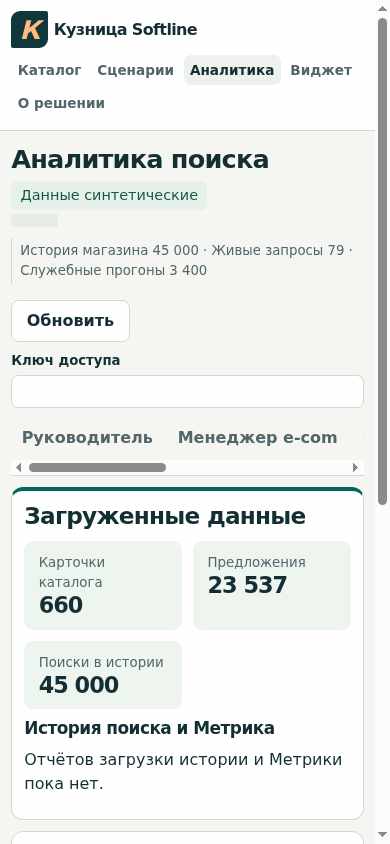 K Кузница Softline
Каталог Сценарии Аналитика Виджет
О решении
Аналитика поиска
Данные синтетические
История магазина 45 000 · Живые запросы 79 ·
Служебные прогоны 3 400
Обновить
Ключ доступа
Руководитель Менеджер e-com
Загруженные данные
Карточки
каталога
660
Предложения
23 537
Поиски в истории
45 000
История поиска и Метрика
Отчётов загрузки истории и Метрики
пока нет.